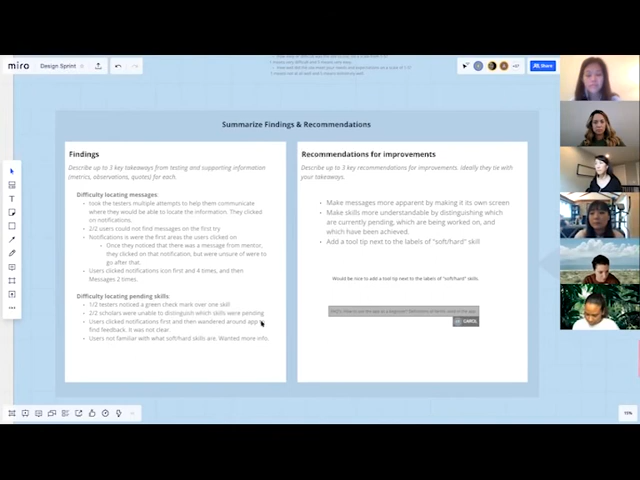 miro
Design Sprint
Share
Summarize Findings & Recommendations
Findings
Describe up to 3 key takeaways from testing and supporting information
(metrics, observations, quotes) for each.
Difficulty locating messages:
took the testers multiple attempts to help them communicate
where they would be able to locate the information. They clicked
on notifications.
2/2 users could not find messages on the first try
Notifications is were the first areas the users clicked on
Once they noticed that there was a message from mentor,
they clicked on that notification, but were unsure of were to
go after that
Users clicked notifications icon first and 4 times, and then
Messages 2 times.
Difficulty locating pending skills:
1/2 testers noticed a green check mark over one skill
2/2 scholars were unable to distinguish which skills were pending
Users clicked notifications first and then wandered around app to
find feedback. It was not clear.
Users not familiar with what soft/hard skills are. Wanted more info
Recommendations for improvements
Describe up to 3 key recommendations for improvements. Ideally they tie with
your takeaways.
Make messages more apparent by making it its own screen
Make skills more understandable by distinguishing which
are currently pending, which are being worked on, and
which have been achieved.
Add a tool tip next to the labels of "soft/hard" skill
Would be nice to add a tool tip next to the labels of "soft/hard" skills.
CAROL